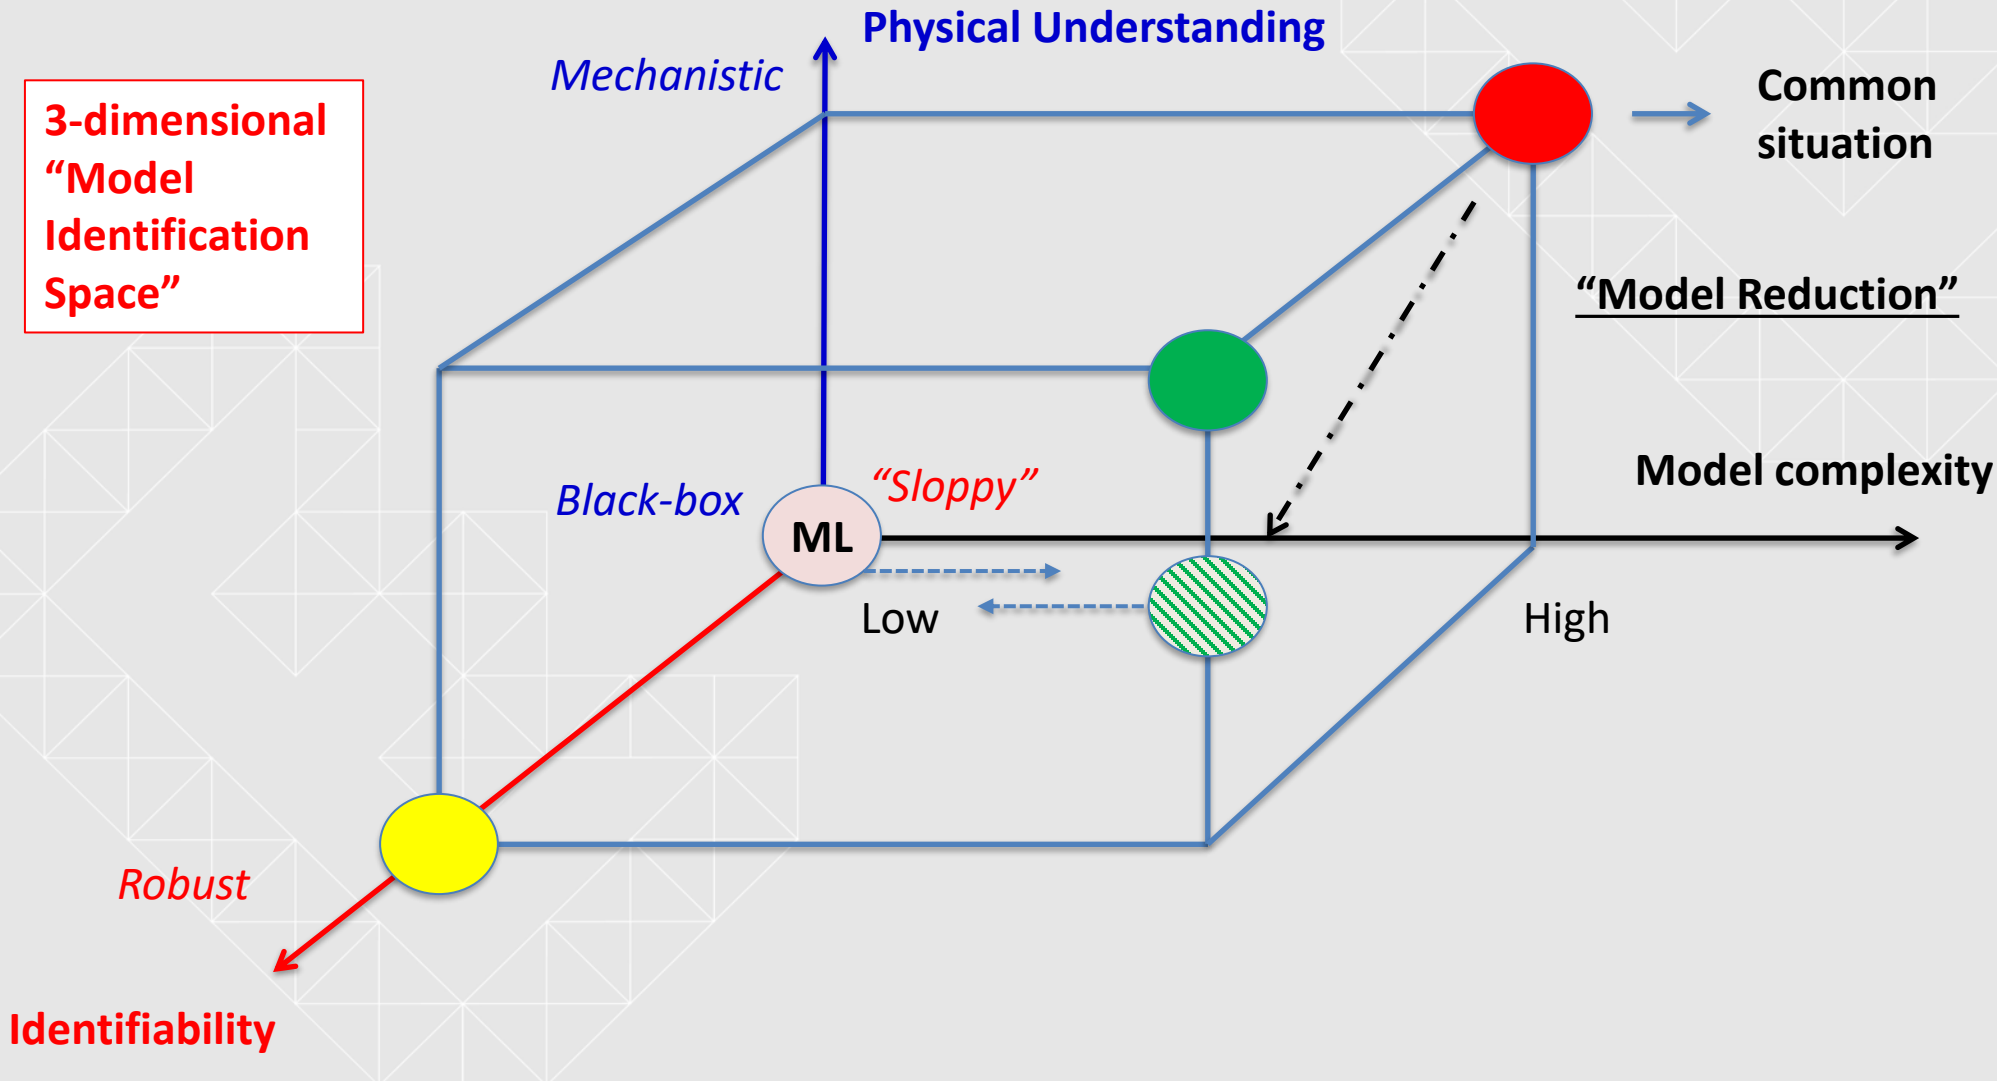 Physical Understanding
Mechanistic
3-dimensional
“Model
Identification
Space”
Common
situation
“Model Reduction”
Model complexity
“Sloppy”
Black-box
ML
Low
High
Robust
Identifiability